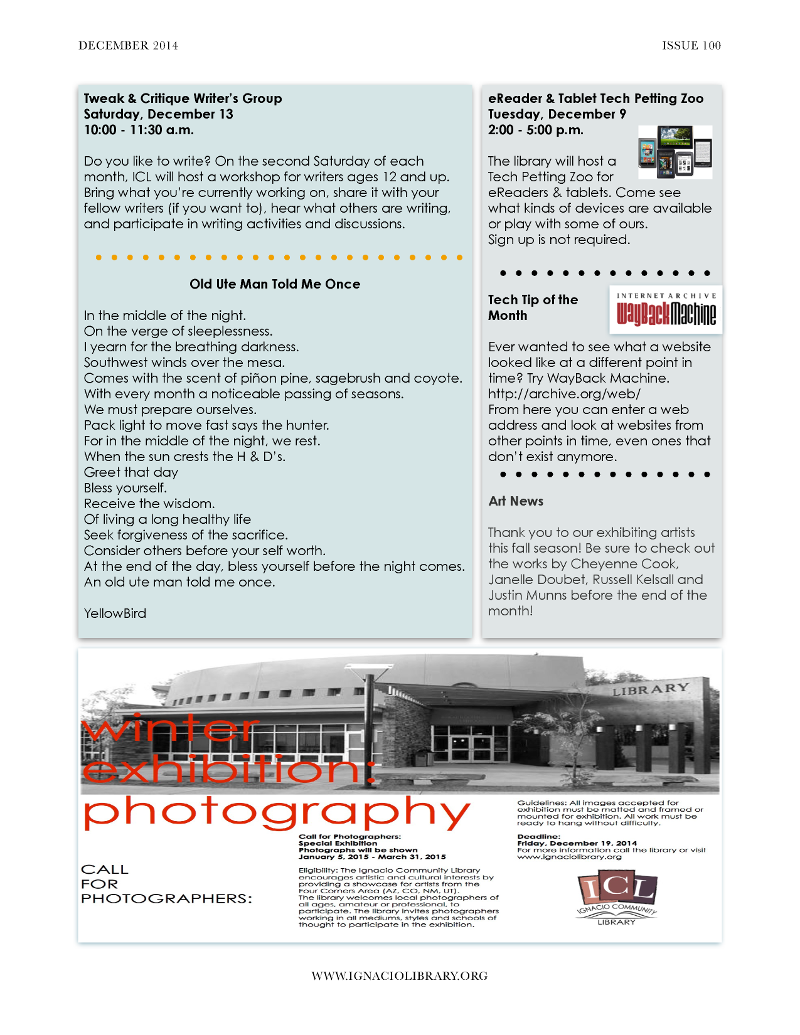 DECEMBER 2014
ISSUE 100
Tweak & Critique Writer's Group
Saturday, December 13
10:00 - 11:30 a.m.
Do you like to write? On the second Saturday of each
month, ICL will host a workshop for writers ages 12 and up.
Bring what you're currently working on, share it with your
fellow writers (if you want to), hear what others are writing,
and participate in writing activities and discussions.
Old Ute Man Told Me Once
In the middle of the night.
On the verge of sleeplessness.
I yearn for the breathing darkness.
Southwest winds over the mesa.
Comes with the scent of piñon pine, sagebrush and coyote.
With every month a noticeable passing of seasons.
We must prepare ourselves.
Pack light to move fast says the hunter.
For in the middle of the night, we rest.
When the sun crests the H & D's.
Greet that day
Bless yourself.
Receive the wisdom.
Of living a long healthy life
Seek forgiveness of the sacrifice.
Consider others before your self worth.
At the end of the day, bless yourself before the night comes.
An old ute man told me once.
YellowBird
eReader & Tablet Tech Petting Zoo
Tuesday, December 9
2:00 - 5:00 p.m.
The library will host a
Tech Petting Zoo for
eReaders & tablets. Come see
what kinds of devices are available
or play with some of ours.
Sign up is not required.
Tech Tip of the
Month
INTERNET ARCHIVE
WayBackMachine
Ever wanted to see what a website
looked like at a different point in
time? Try WayBack Machine.
http://archive.org/web/
From here you can enter a web
address and look at websites from
other points in time, even ones that
don't exist anymore.
Art News
Thank you to our exhibiting artists
this fall season! Be sure to check out
the works by Cheyenne Cook,
Janelle Doubet, Russell Kelsall and
Justin Munns before the end of the
month!
LIBRARY
winter
exhibition:
photography
CALL
FOR
PHOTOGRAPHERS:
Call for Photographers:
Special Exhibition
Photographs will be shown
January 5, 2015 - March 31, 2015
Eligibility: The Ignacio Community Library
encourages artistic and cultural interests by
providing a showcase for artists from the
Four Corners Area (AZ, CO, NM, UT).
The library welcomes local photographers of
all ages, amateur or professional, to
participate. The library invites photographers
working in all mediums, styles and schools of
thought to participate in the exhibition.
Guidelines: All images accepted for
exhibition must be matted and framed or
mounted for exhibition. All work must be
ready to hang without difficulty.
Deadline:
Friday, December 19, 2014
For more information call the library or visit
www.ignaciolibrary.org
ICL
IGNACIO COMMUNITY
LIBRARY
WWW.IGNACIOLIBRARY.ORG